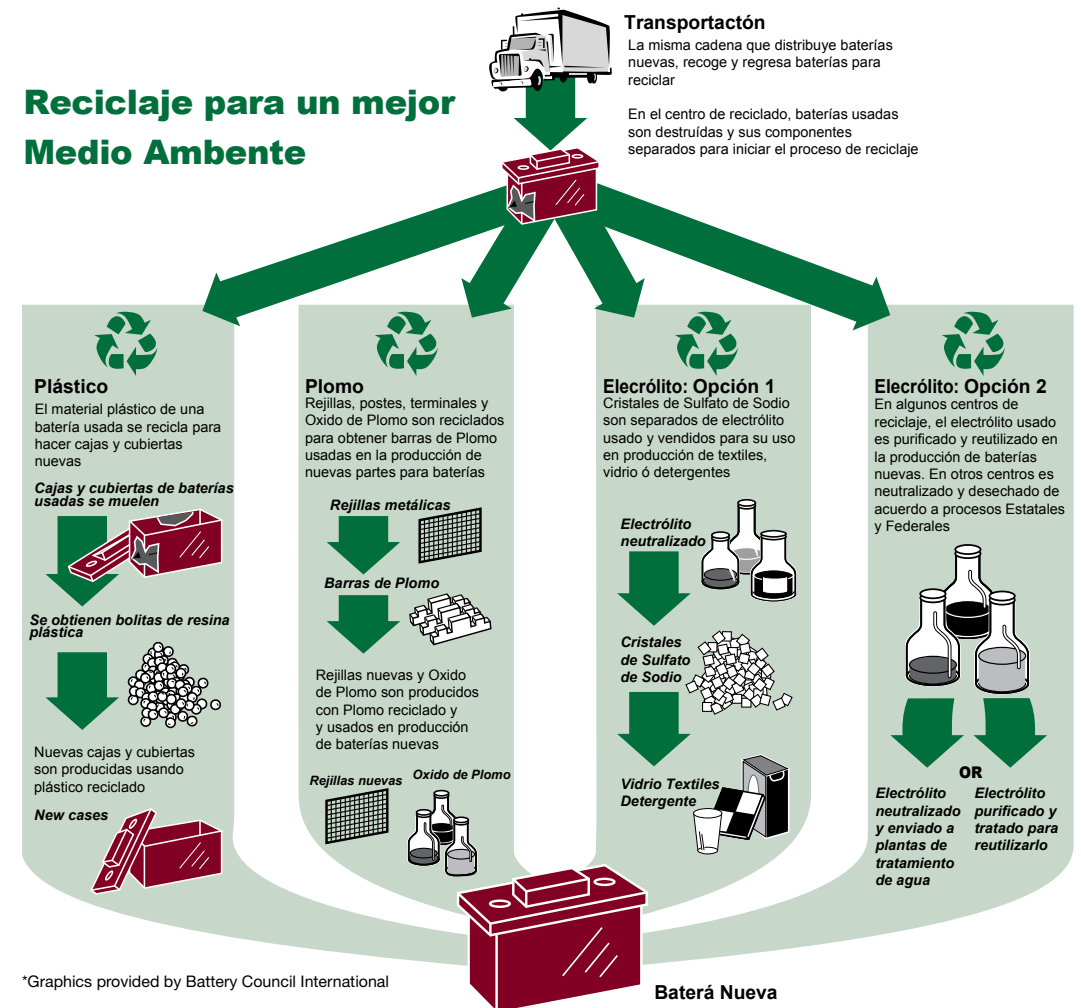 Transportactón
La misma cadena que distribuye baterías
nuevas, recoge y regresa baterías para
reciclar
En el centro de reciclado, baterías usadas
son destruídas y sus componentes
separados para iniciar el proceso de reciclaje
Reciclaje para un mejor
Medio Ambente
Plástico
El material plástico de una
batería usada se recicla para
hacer cajas y cubiertas
nuevas
Cajas y cubiertas de baterías
usadas se muelen
Se obtienen bolitas de resina
plástica
Nuevas cajas y cubiertas
son producidas usando
plástico reciclado
New cases
Plomo
Rejillas, postes, terminales y
Oxido de Plomo son reciclados
para obtener barras de Plomo
usadas en la producción de
nuevas partes para baterías
Rejillas metálicas
Barras de Plomo
Rejillas nuevas y Oxido
de Plomo son producidos
con Plomo reciclado y
y usados en producción
de baterías nuevas
Rejillas nuevas
Oxido de Plomo
Elecrólito: Opción 1
Cristales de Sulfato de Sodio
son separados de electrólito
usado y vendidos para su uso
en producción de textiles,
vidrio ó detergentes
Electrólito
neutralizado
Cristales
de Sulfato
de Sodio
Vidrio Textiles
Detergente
Elecrólito: Opción 2
En algunos centros de
reciclaje, el electrólito usado
es purificado y reutilizado en
la producción de baterías
nuevas. En otros centros es
neutralizado y desechado de
acuerdo a procesos Estatales
y Federales
OR
Electrólito
neutralizado
y enviado a
plantas de
tratamiento
de agua
Electrólito
purificado y
tratado para
reutilizarlo
*Graphics provided by Battery Council International
Baterá Nueva